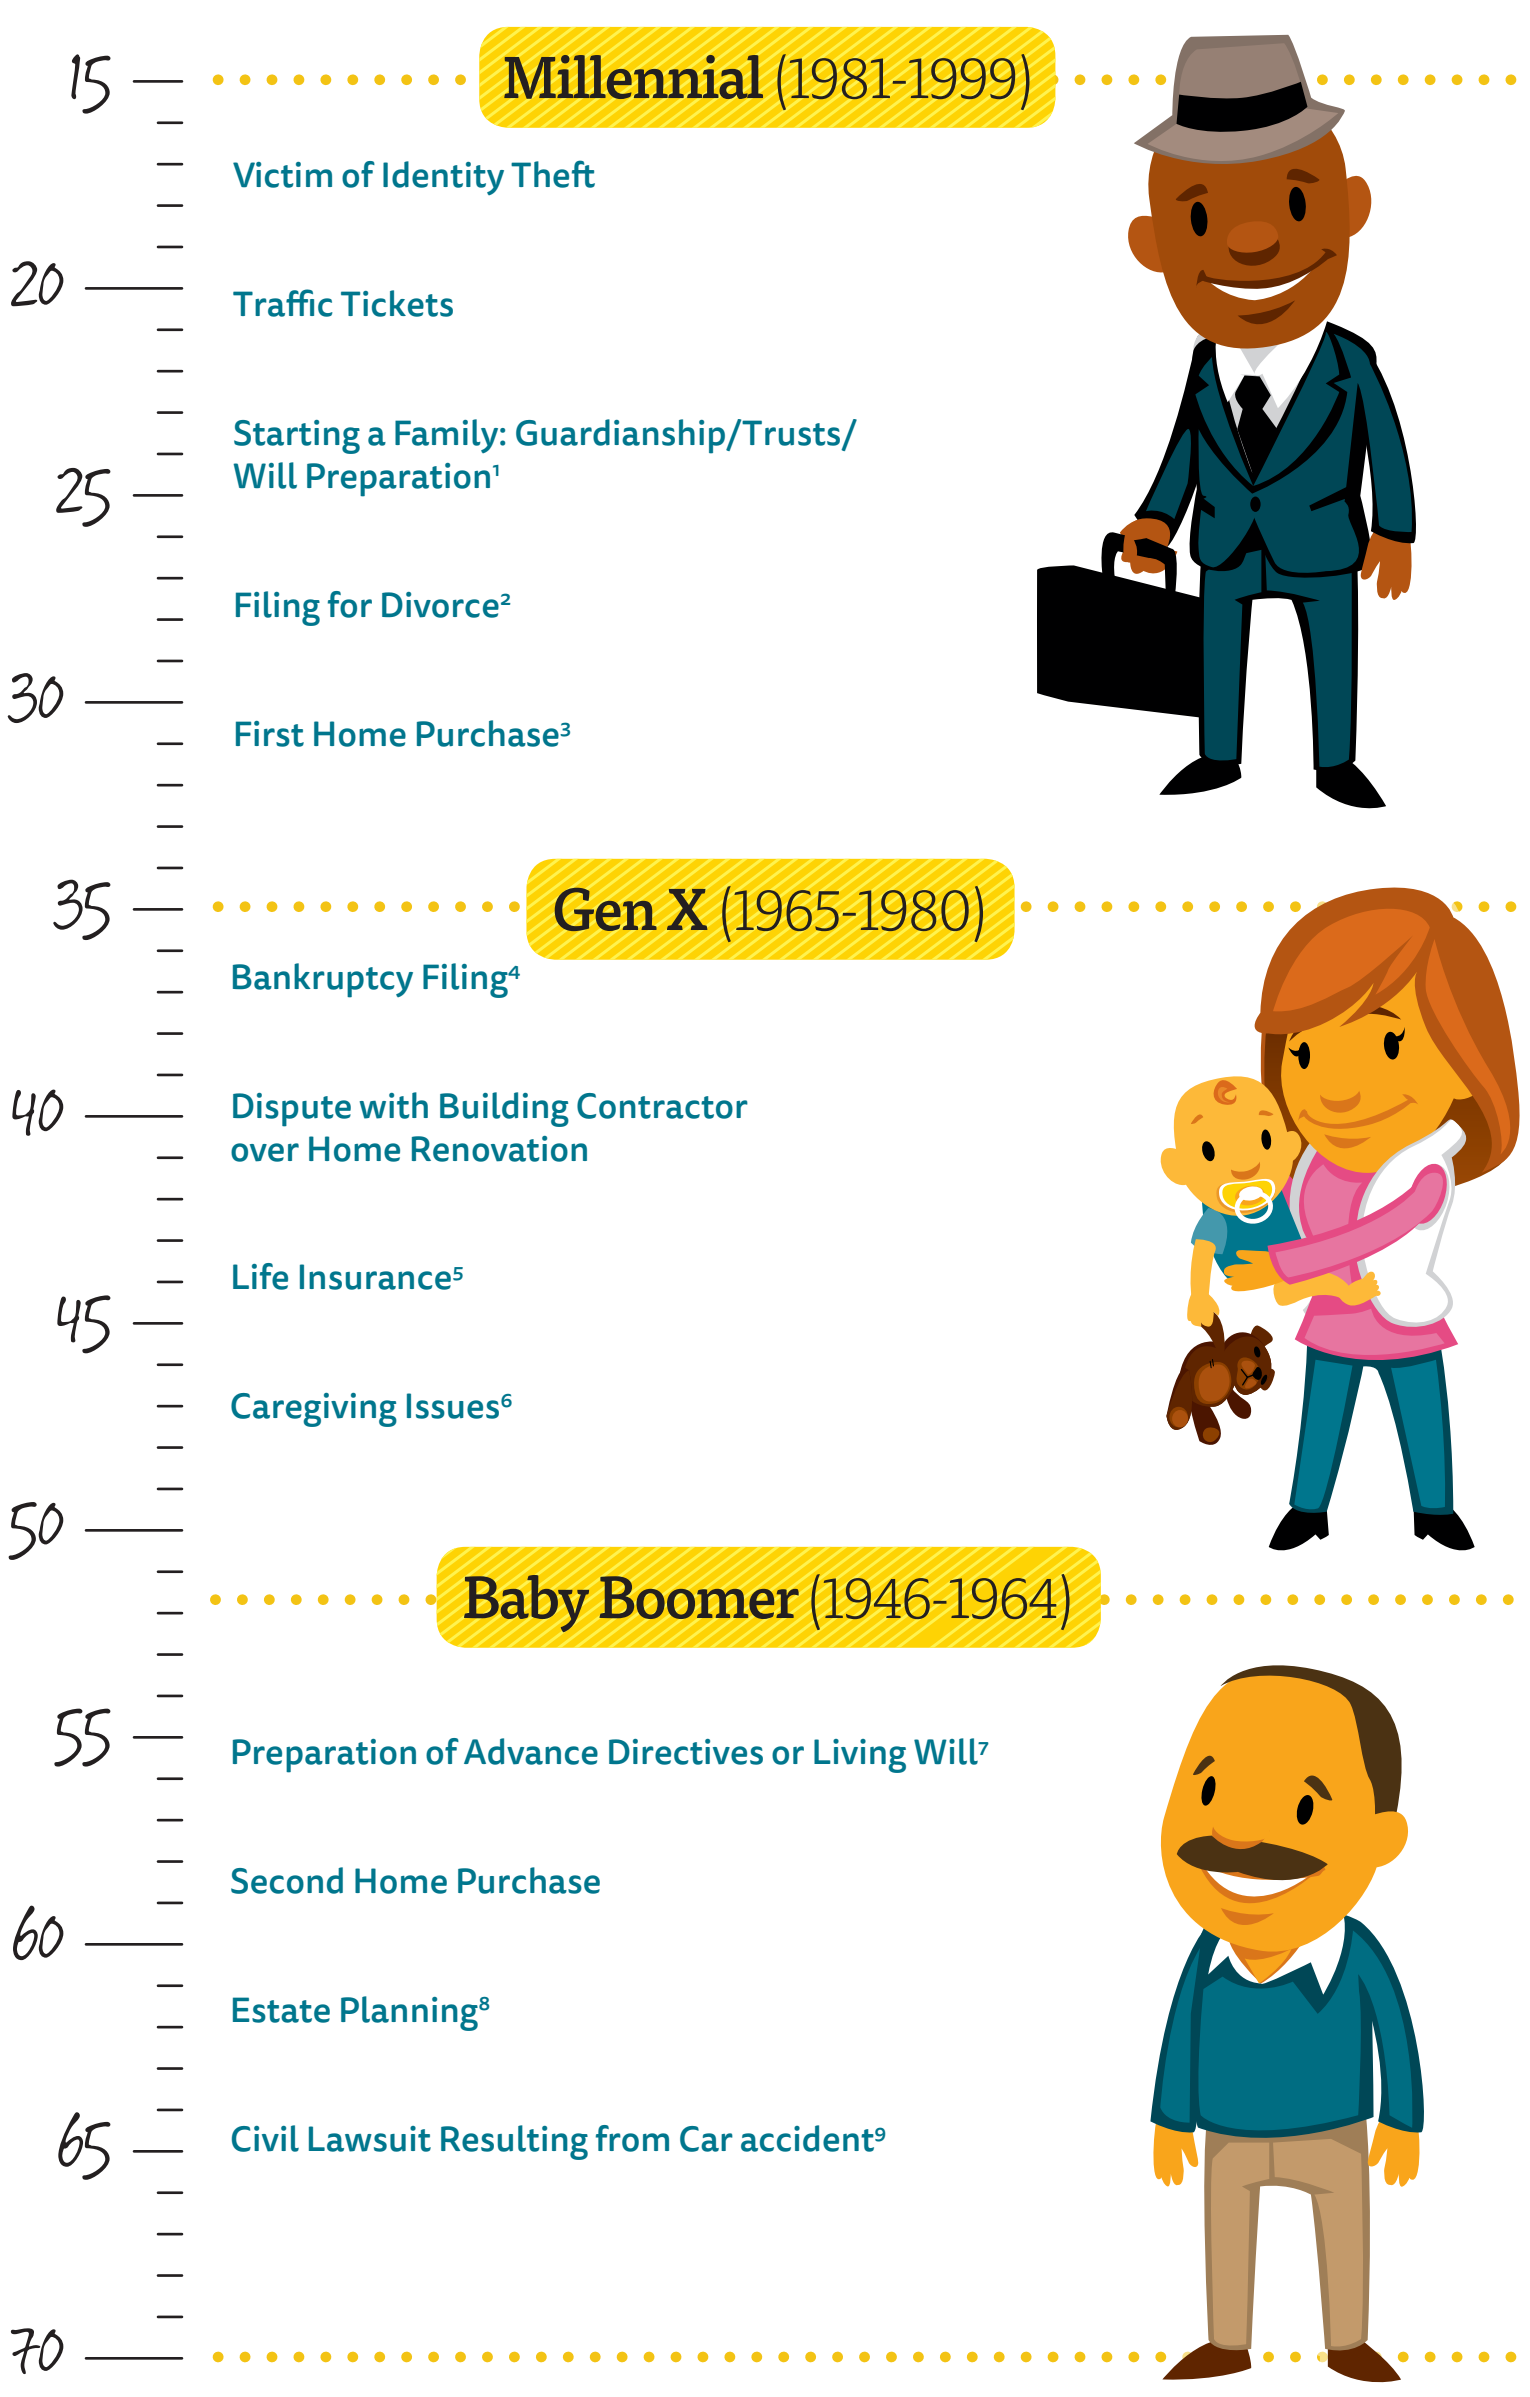 15
Millennial (1981-1999)
Victim of Identity Theft
20
Traffic Tickets
Starting a Family: Guardianship/Trusts/
Will Preparation¹
25
Filing for Divorce²
30
First Home Purchase³
35
Gen X (1965-1980)
Bankruptcy Filing⁴
40
Dispute with Building Contractor
over Home Renovation
Life Insurance⁵
45
Caregiving Issues⁶
50
Baby Boomer (1946-1964)
55
Preparation of Advance Directives or Living Will⁷
Second Home Purchase
60
Estate Planning⁸
65
Civil Lawsuit Resulting from Car accident⁹
70